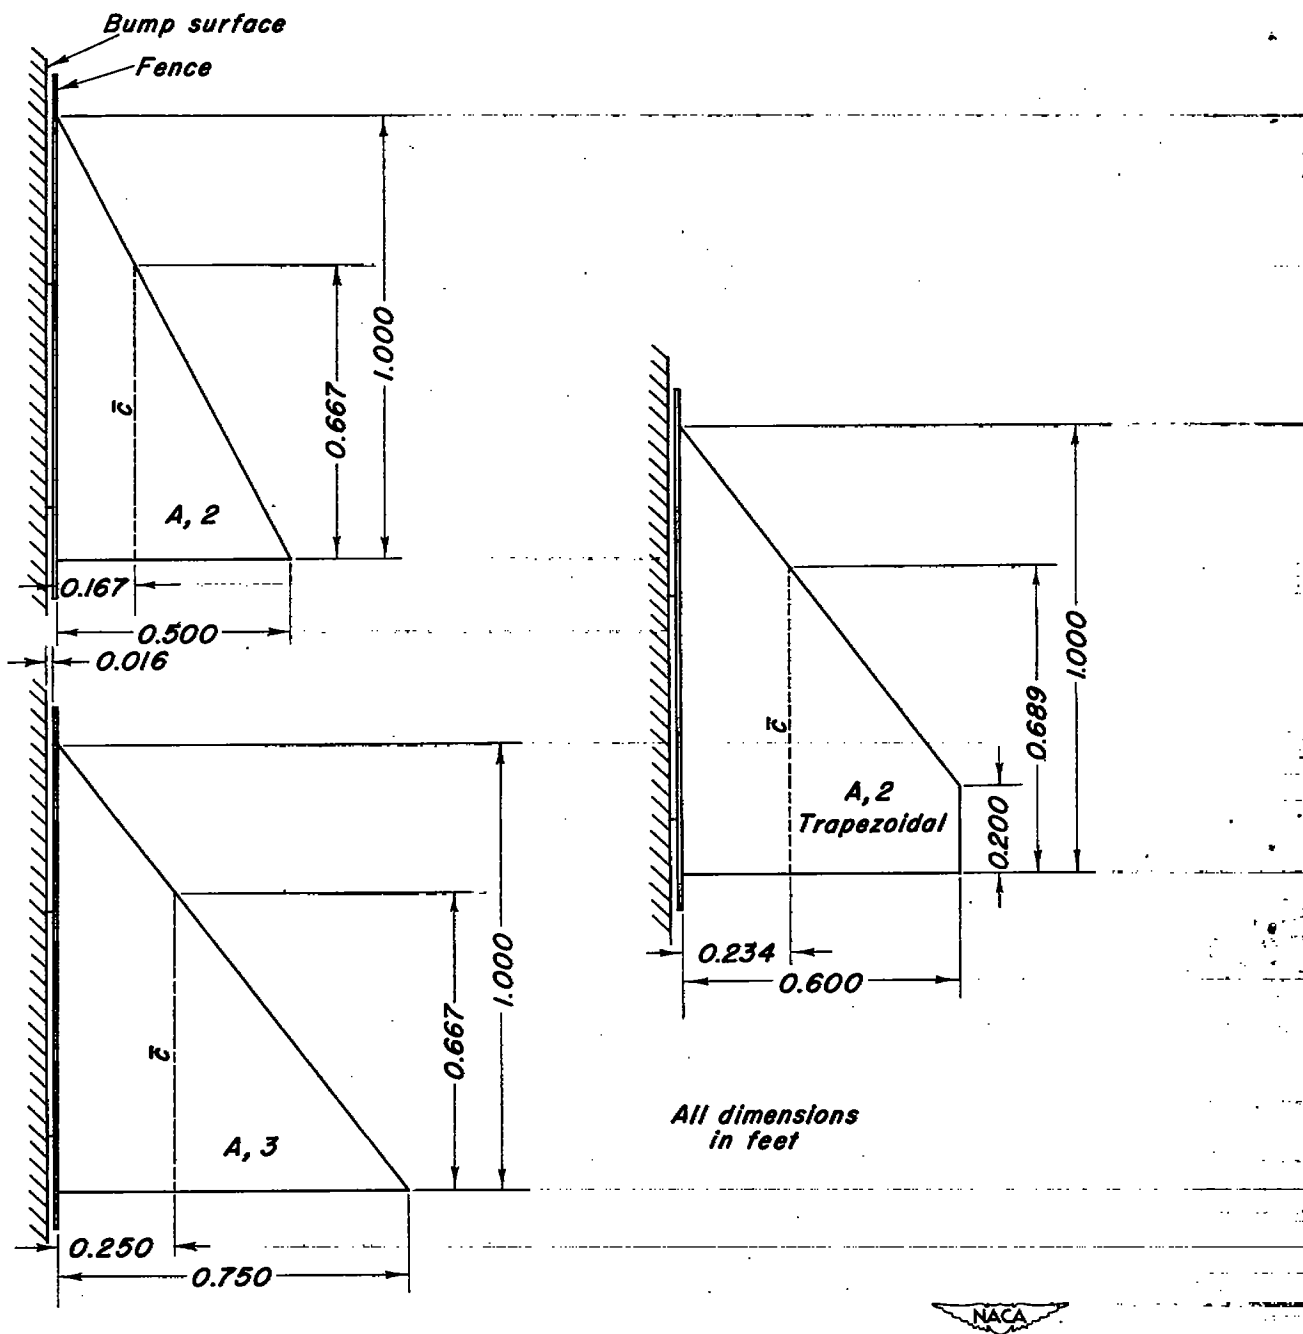 Bump surface
Fence
1.000
0.667
c̄
A, 2
0.167
0.500
0.016
1.000
0.667
c̄
A, 3
0.250
0.750
1.000
0.689
c̄
A, 2
Trapezoidal
0.200
0.234
0.600
All dimensions
in feet
NACA